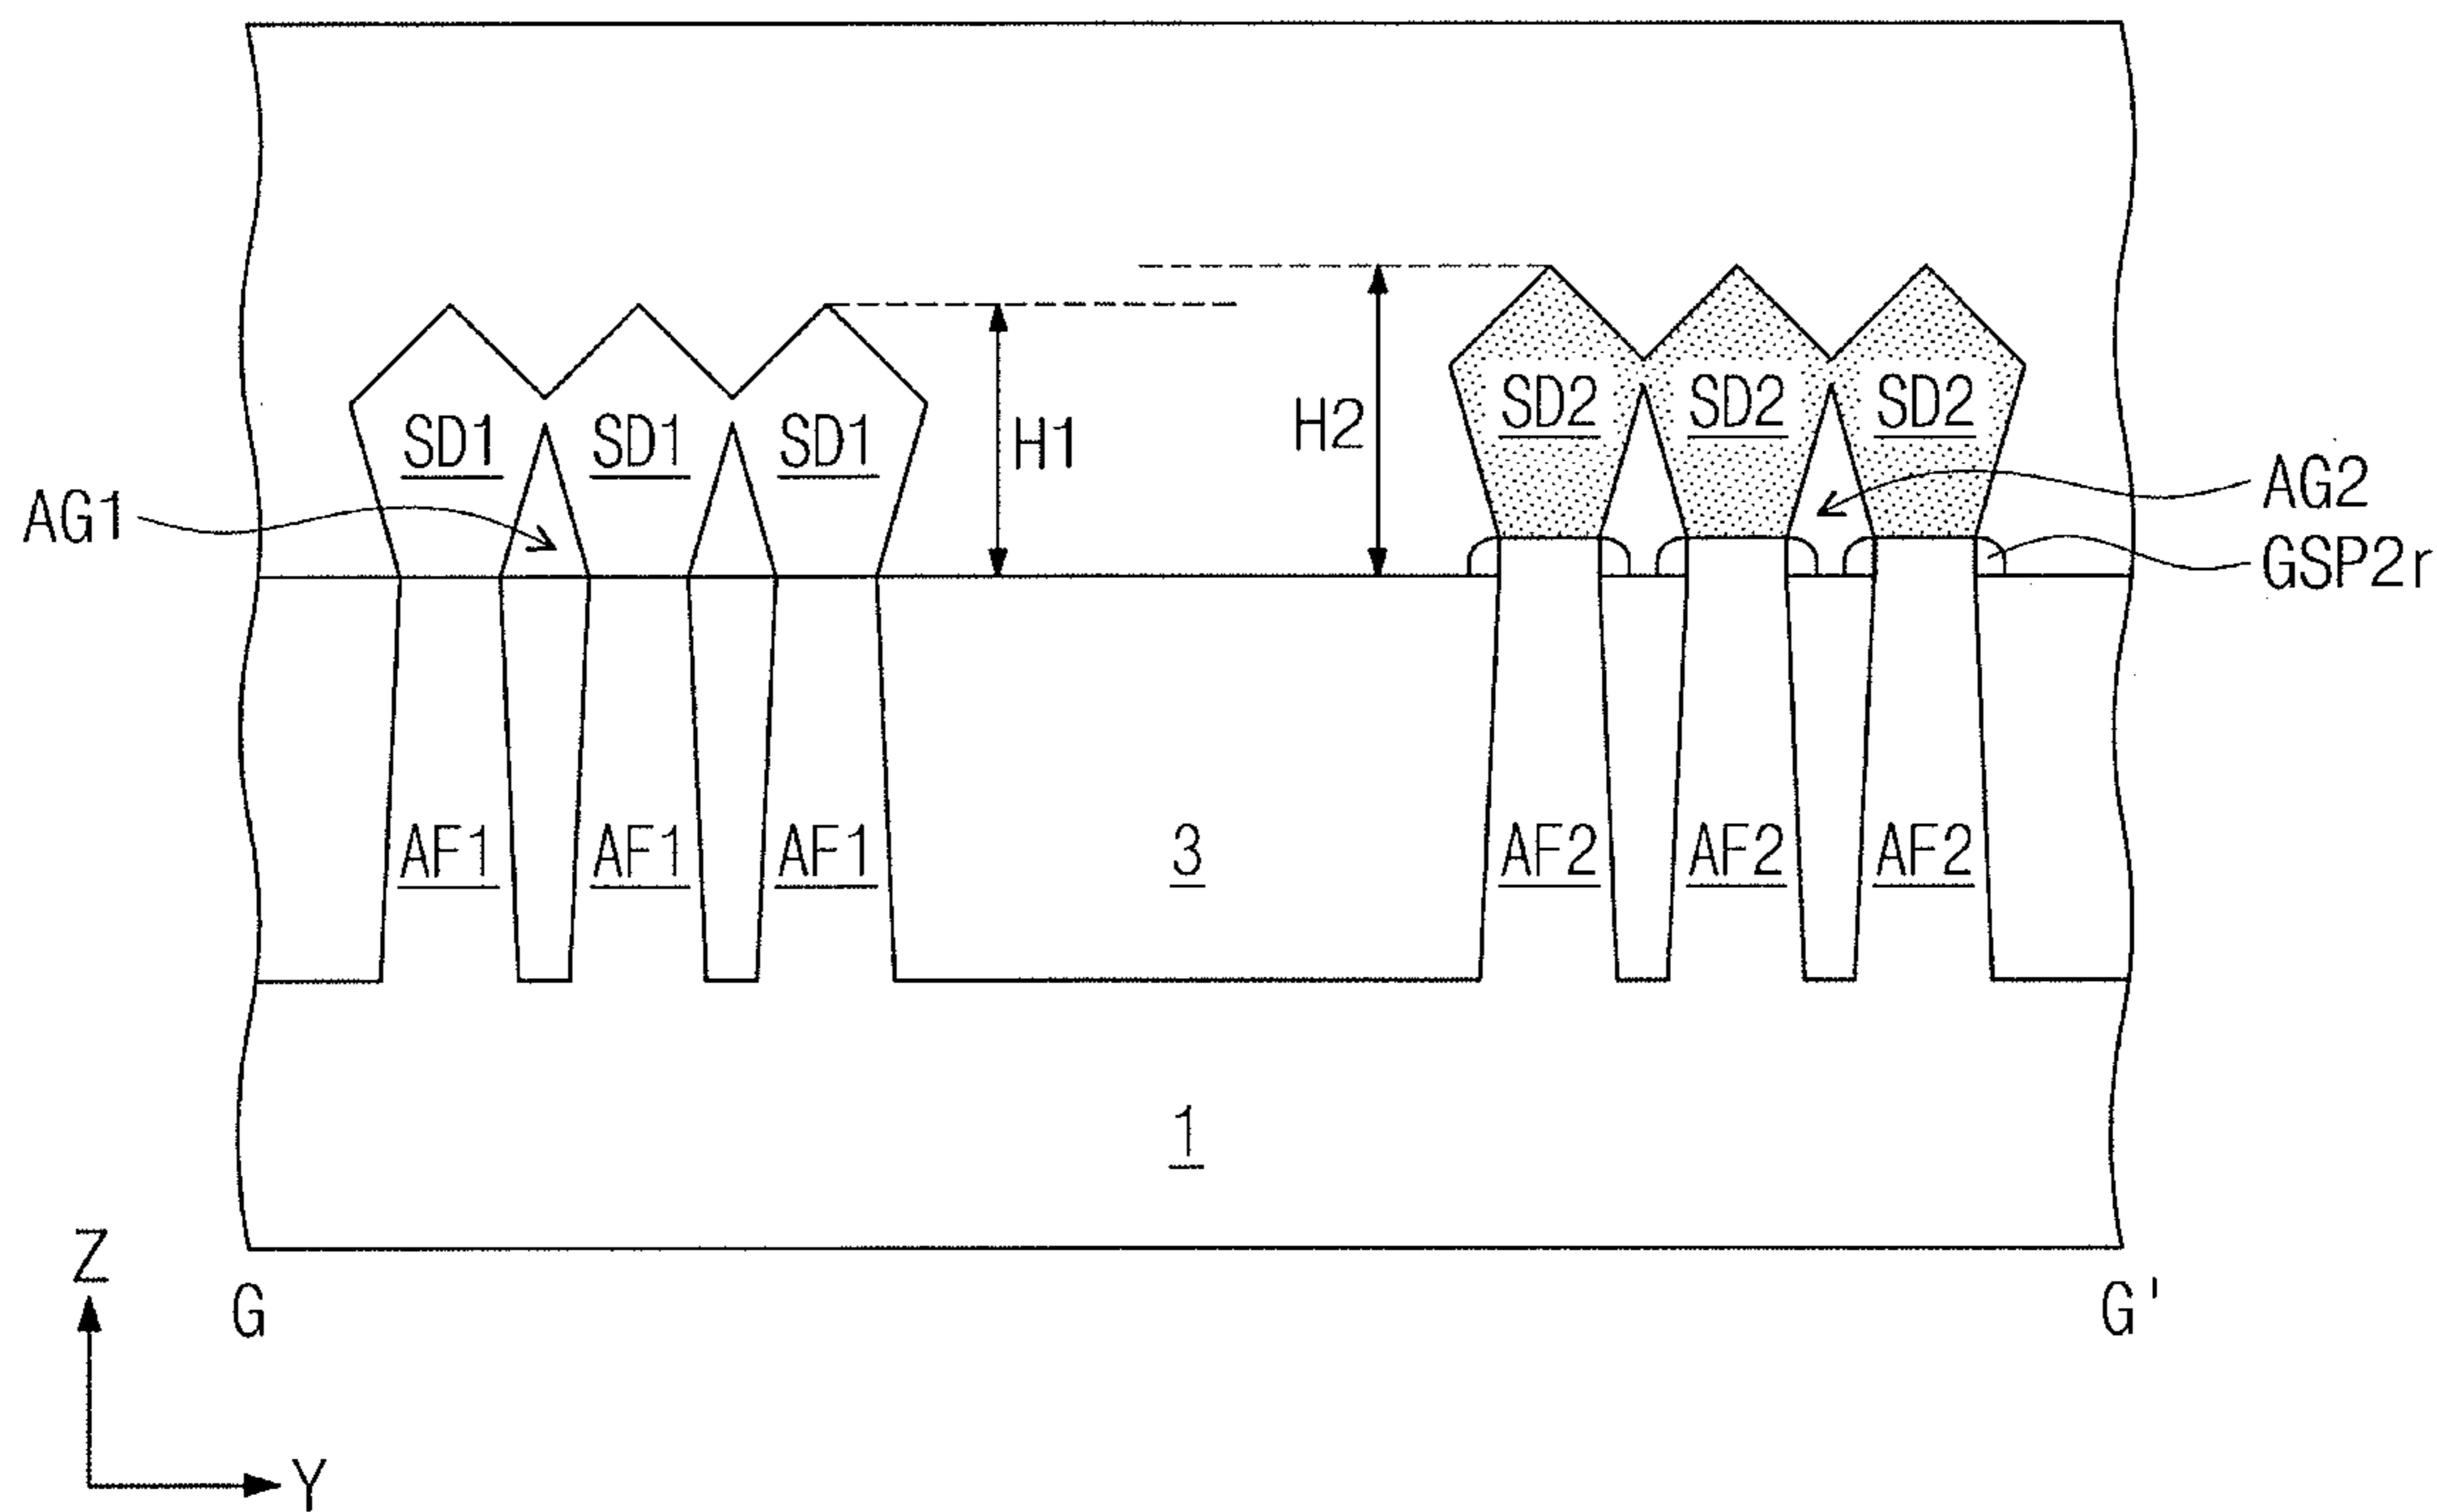 H2
SD2 SD2 SD2
SD1 SD1 SD1
H1
AG1
AG2
GSP2r
AF1 AF1 AF1
3
AF2 AF2 AF2
1
Z
G
G'
Y